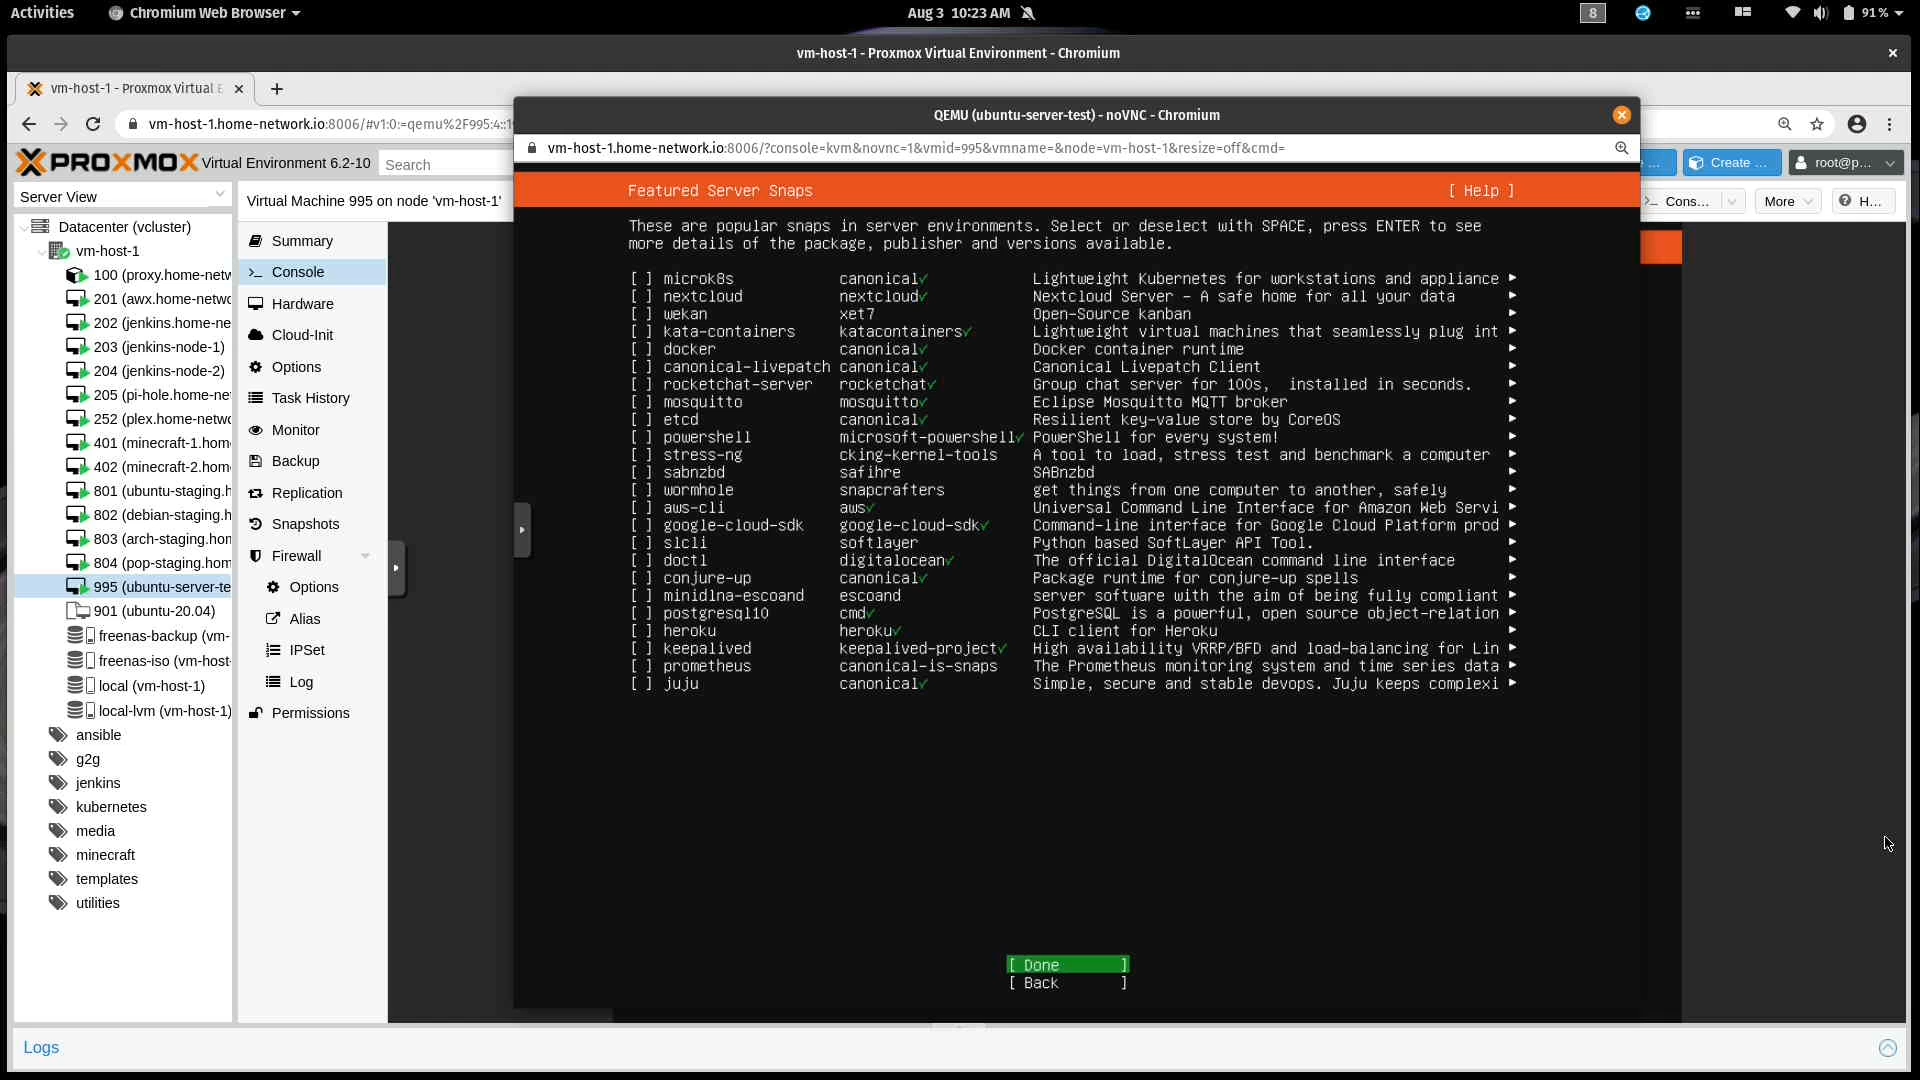 Activities
Chromium Web Browser
Aug 3 10:23 AM
8
91 %
vm-host-1 - Proxmox Virtual Environment - Chromium
vm-host-1 - Proxmox Virtual E
vm-host-1.home-network.io:8006/#v1:0:=qemu%2F995:4::
QEMU (ubuntu-server-test) - noVNC - Chromium
vm-host-1.home-network.io:8006/?console=kvm&novnc=1&vmid=995&vmname=&node=vm-host-1&resize=off&cmd=
PROXMOX Virtual Environment 6.2-10
Search
Create ...
root@p...
Server View
Virtual Machine 995 on node 'vm-host-1'
Cons...
More
H...
Datacenter (vcluster)
vm-host-1
100 (proxy.home-netw
201 (awx.home-netwo
202 (jenkins.home-ne
203 (jenkins-node-1)
204 (jenkins-node-2)
205 (pi-hole.home-ne
252 (plex.home-netwo
401 (minecraft-1.hom
402 (minecraft-2.hom
801 (ubuntu-staging.h
802 (debian-staging.h
803 (arch-staging.hon
804 (pop-staging.hom
995 (ubuntu-server-te
901 (ubuntu-20.04)
freenas-backup (vm-
freenas-iso (vm-host-
local (vm-host-1)
local-lvm (vm-host-1)
ansible
g2g
jenkins
kubernetes
media
minecraft
templates
utilities
Summary
Console
Hardware
Cloud-Init
Options
Task History
Monitor
Backup
Replication
Snapshots
Firewall
Options
Alias
IPSet
Log
Permissions
Featured Server Snaps [ Help ]
These are popular snaps in server environments. Select or deselect with SPACE, press ENTER to see
more details of the package, publisher and versions available.
[ ] microk8s canonical✓ Lightweight Kubernetes for workstations and appliance ►
[ ] nextcloud nextcloud✓ Nextcloud Server - A safe home for all your data ►
[ ] wekan xet7 Open-Source kanban ►
[ ] kata-containers katacontainers✓ Lightweight virtual machines that seamlessly plug int ►
[ ] docker canonical✓ Docker container runtime ►
[ ] canonical-livepatch canonical✓ Canonical Livepatch Client ►
[ ] rocketchat-server rocketchat✓ Group chat server for 100s, installed in seconds. ►
[ ] mosquitto mosquitto✓ Eclipse Mosquitto MQTT broker ►
[ ] etcd canonical✓ Resilient key-value store by CoreOS ►
[ ] powershell microsoft-powershell✓ PowerShell for every system! ►
[ ] stress-ng cking-kernel-tools A tool to load, stress test and benchmark a computer ►
[ ] sabnzbd safihre SABnzbd ►
[ ] wormhole snapcrafters get things from one computer to another, safely ►
[ ] aws-cli aws✓ Universal Command Line Interface for Amazon Web Servi ►
[ ] google-cloud-sdk google-cloud-sdk✓ Command-line interface for Google Cloud Platform prod ►
[ ] slcli softlayer Python based SoftLayer API Tool. ►
[ ] doctl digitalocean✓ The official DigitalOcean command line interface ►
[ ] conjure-up canonical✓ Package runtime for conjure-up spells ►
[ ] minidlna-escoand escoand server software with the aim of being fully compliant ►
[ ] postgresql10 cmd✓ PostgreSQL is a powerful, open source object-relation ►
[ ] heroku heroku✓ CLI client for Heroku ►
[ ] keepalived keepalived-project✓ High availability VRRP/BFD and load-balancing for Lin ►
[ ] prometheus canonical-is-snaps The Prometheus monitoring system and time series data ►
[ ] juju canonical✓ Simple, secure and stable devops. Juju keeps complexi ►
[ Done ]
[ Back ]
Logs